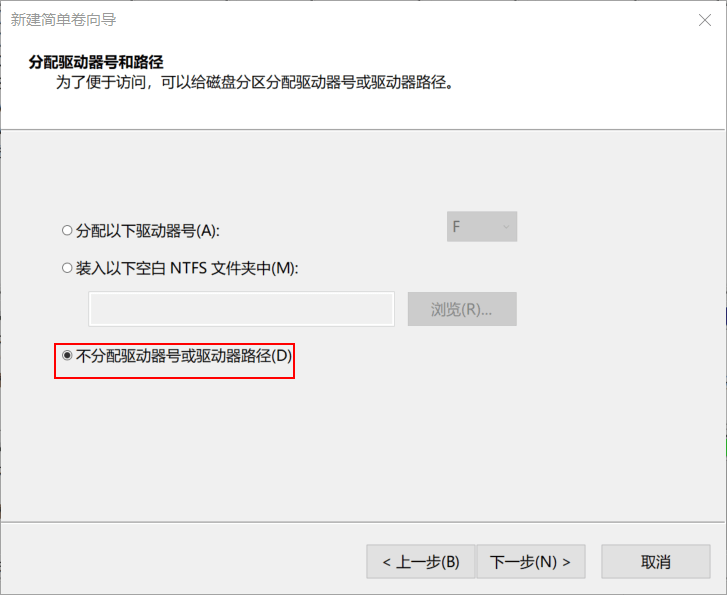 新建简单卷向导
分配驱动器号和路径
为了便于访问，可以给磁盘分区分配驱动器号或驱动器路径。
分配以下驱动器号(A):
F
装入以下空白 NTFS 文件夹中(M):
浏览(R)...
不分配驱动器号或驱动器路径(D)
< 上一步(B)
下一步(N) >
取消